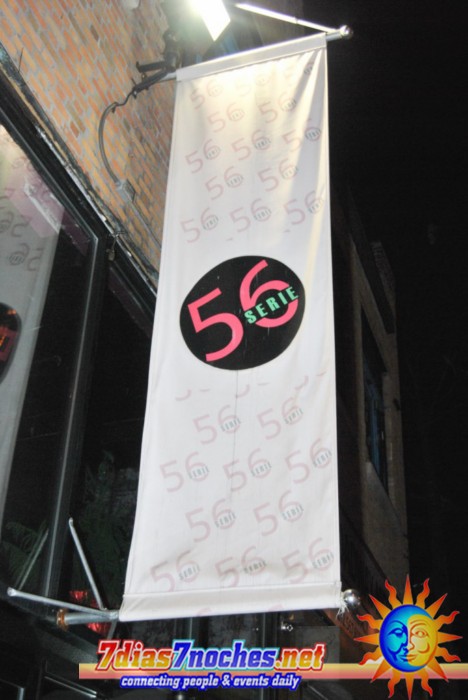 56
SERIE
7dias7noches.net
connecting people & events daily